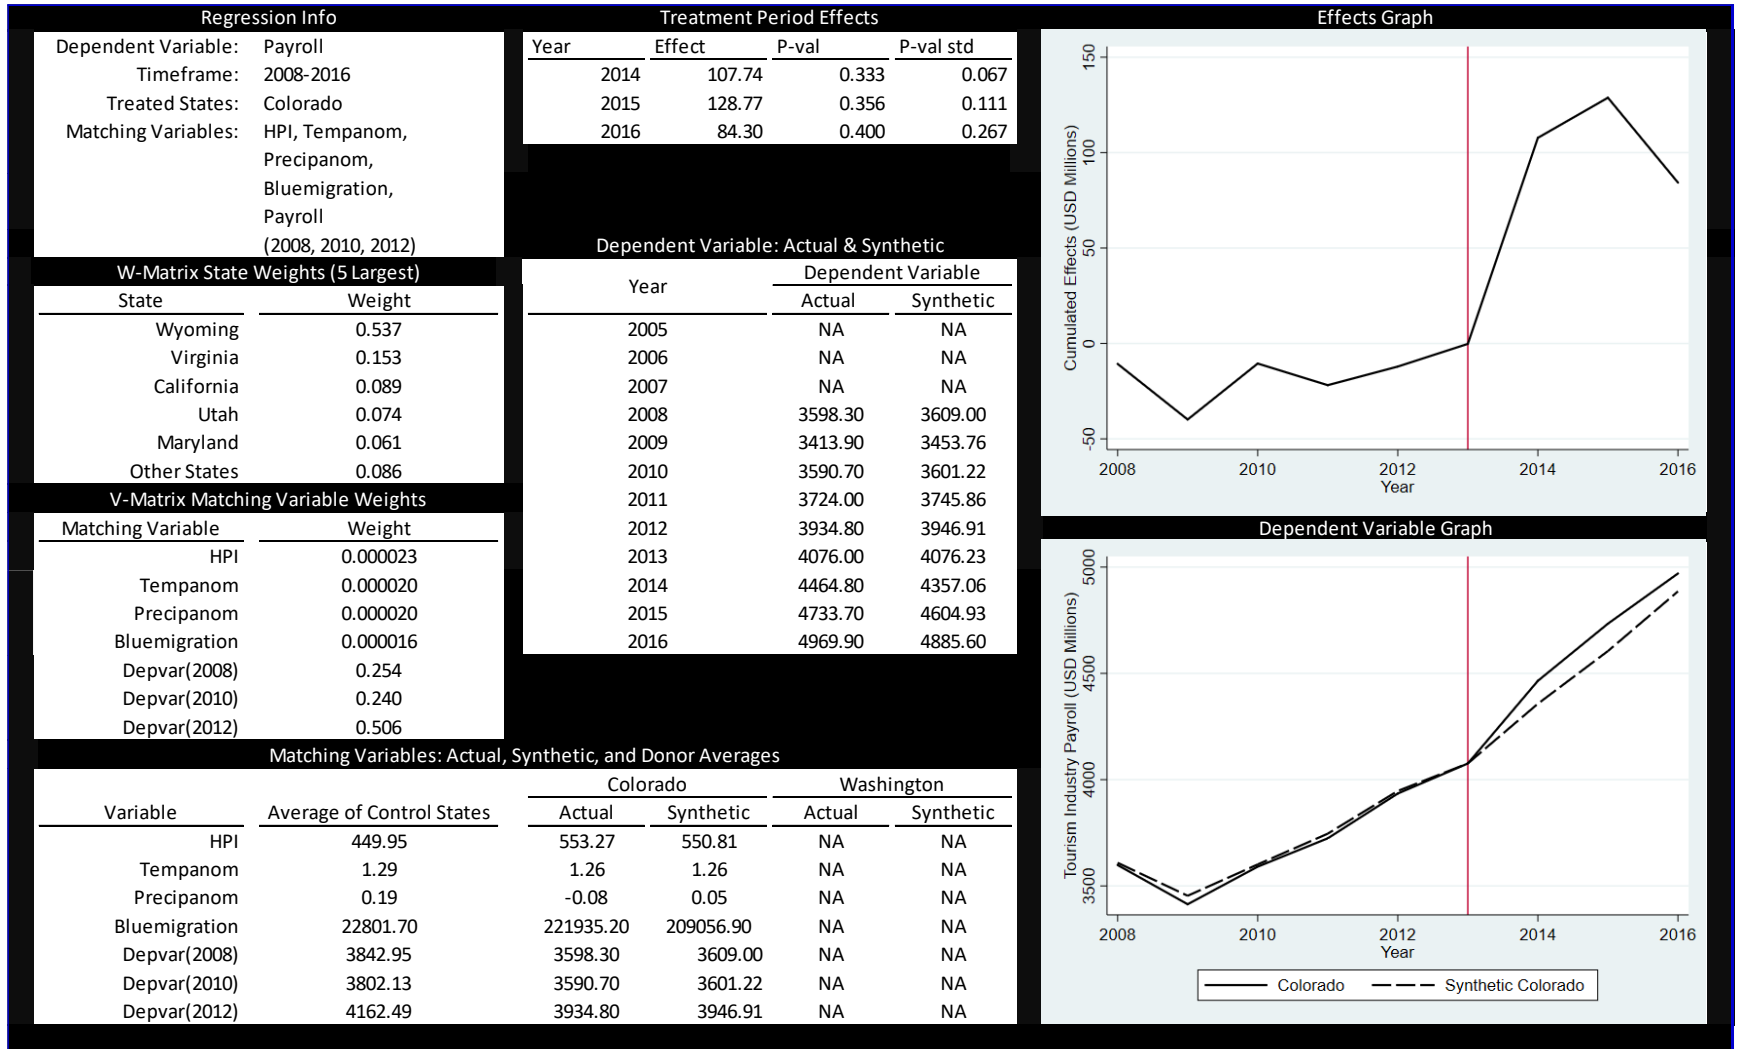 Regression Info
Dependent Variable: Payroll
Timeframe: 2008-2016
Treated States: Colorado
Matching Variables: HPI, Tempanom,
Precipanom,
Bluemigration,
Payroll
(2008, 2010, 2012)
W-Matrix State Weights (5 Largest)
State Weight
Wyoming 0.537
Virginia 0.153
California 0.089
Utah 0.074
Maryland 0.061
Other States 0.086
V-Matrix Matching Variable Weights
Matching Variable Weight
HPI 0.000023
Tempanom 0.000020
Precipanom 0.000020
Bluemigration 0.000016
Depvar(2008) 0.254
Depvar(2010) 0.240
Depvar(2012) 0.506
Treatment Period Effects
Year Effect P-val P-val std
2014 107.74 0.333 0.067
2015 128.77 0.356 0.111
2016 84.30 0.400 0.267
Dependent Variable: Actual & Synthetic
Year Dependent Variable
Actual Synthetic
2005 NA NA
2006 NA NA
2007 NA NA
2008 3598.30 3609.00
2009 3413.90 3453.76
2010 3590.70 3601.22
2011 3724.00 3745.86
2012 3934.80 3946.91
2013 4076.00 4076.23
2014 4464.80 4357.06
2015 4733.70 4604.93
2016 4969.90 4885.60
Matching Variables: Actual, Synthetic, and Donor Averages
Colorado Washington
Variable Average of Control States Actual Synthetic Actual Synthetic
HPI 449.95 553.27 550.81 NA NA
Tempanom 1.29 1.26 1.26 NA NA
Precipanom 0.19 -0.08 0.05 NA NA
Bluemigration 22801.70 221935.20 209056.90 NA NA
Depvar(2008) 3842.95 3598.30 3609.00 NA NA
Depvar(2010) 3802.13 3590.70 3601.22 NA NA
Depvar(2012) 4162.49 3934.80 3946.91 NA NA
Effects Graph
Cumulated Effects (USD Millions)
150
100
50
0
-50
2008 2010 2012 2014 2016
Year
Dependent Variable Graph
Tourism Industry Payroll (USD Millions)
5000
4500
4000
3500
2008 2010 2012 2014 2016
Year
Colorado Synthetic Colorado